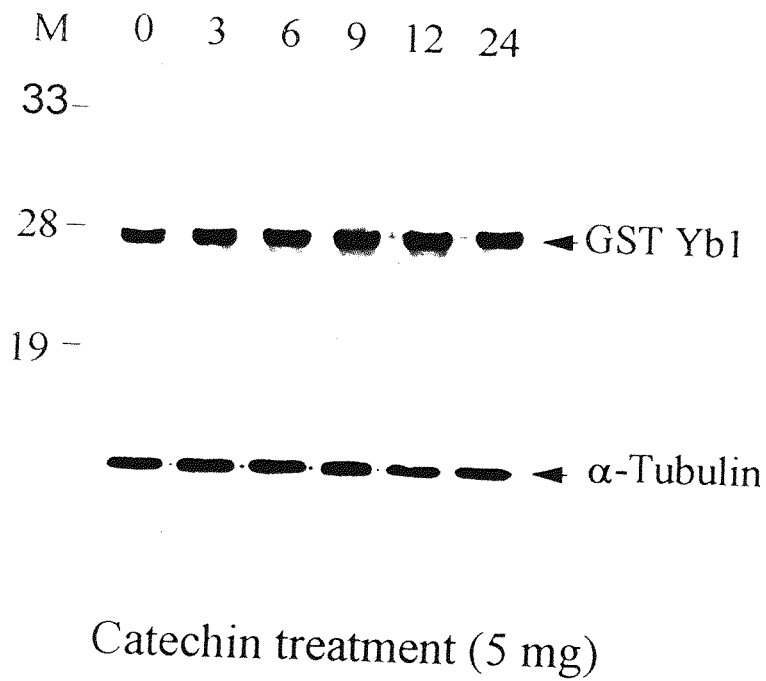 M 0 3 6 9 12 24
33
28 GST Yb1
19
α-Tubulin
Catechin treatment (5 mg)